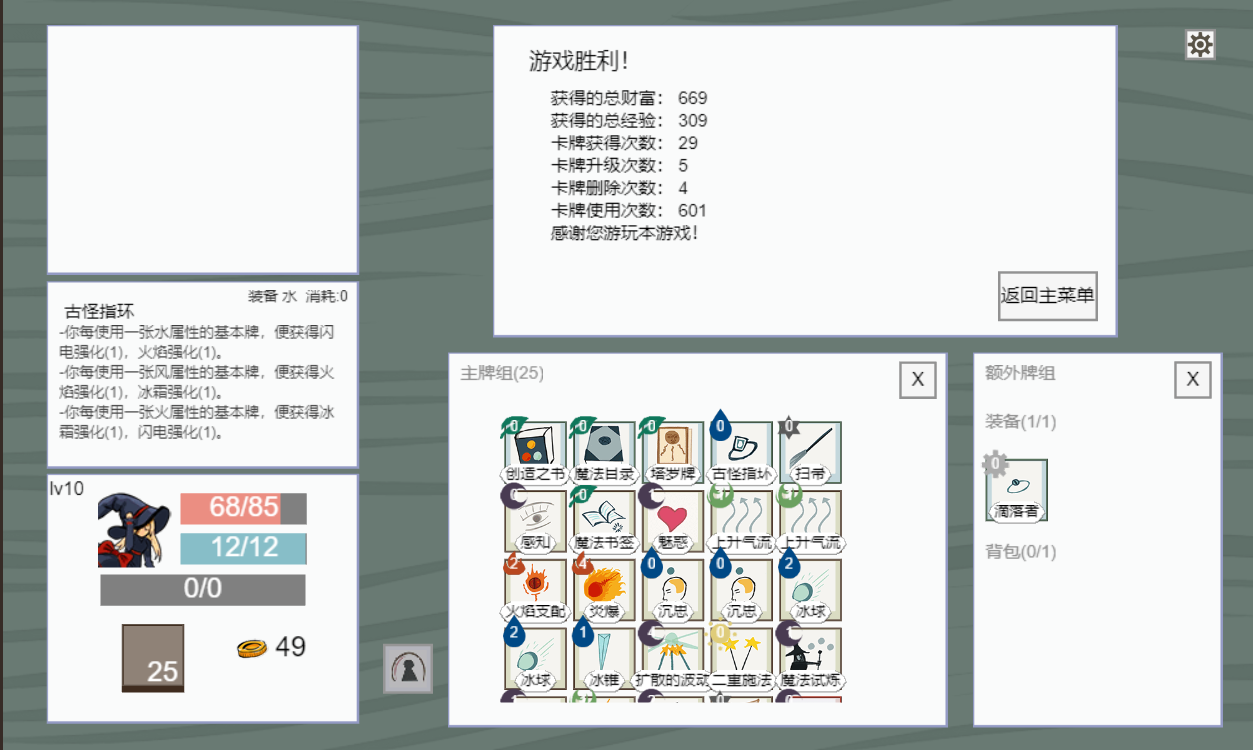 游戏胜利！
获得的总财富： 669
获得的总经验： 309
卡牌获得次数： 29
卡牌升级次数： 5
卡牌删除次数： 4
卡牌使用次数： 601
感谢您游玩本游戏！
返回主菜单
装备 水 消耗:0
古怪指环
-你每使用一张水属性的基本牌，便获得闪
电强化(1)，火焰强化(1)。
-你每使用一张风属性的基本牌，便获得火
焰强化(1)，冰霜强化(1)。
-你每使用一张火属性的基本牌，便获得冰
霜强化(1)，闪电强化(1)。
lv10
68/85
12/12
0/0
25
49
主牌组(25)
X
0 0 0 0 0
创造之书 魔法目录 塔罗牌 古怪指环 扫帚
0
感知 魔法书签 魅惑 上升气流 上升气流
2 4 0 0 2
火焰支配 炎爆 沉思 沉思 冰球
2 1 0
冰球 冰锥 扩散的波动 二重施法 魔法试炼
额外牌组
X
装备(1/1)
0
滴落者
背包(0/1)